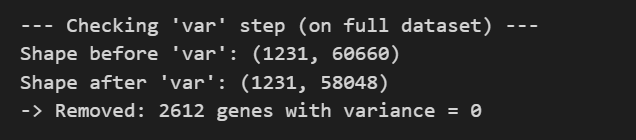 --- Checking 'var' step (on full dataset) ---
Shape before 'var': (1231, 60660)
Shape after 'var': (1231, 58048)
-> Removed: 2612 genes with variance = 0